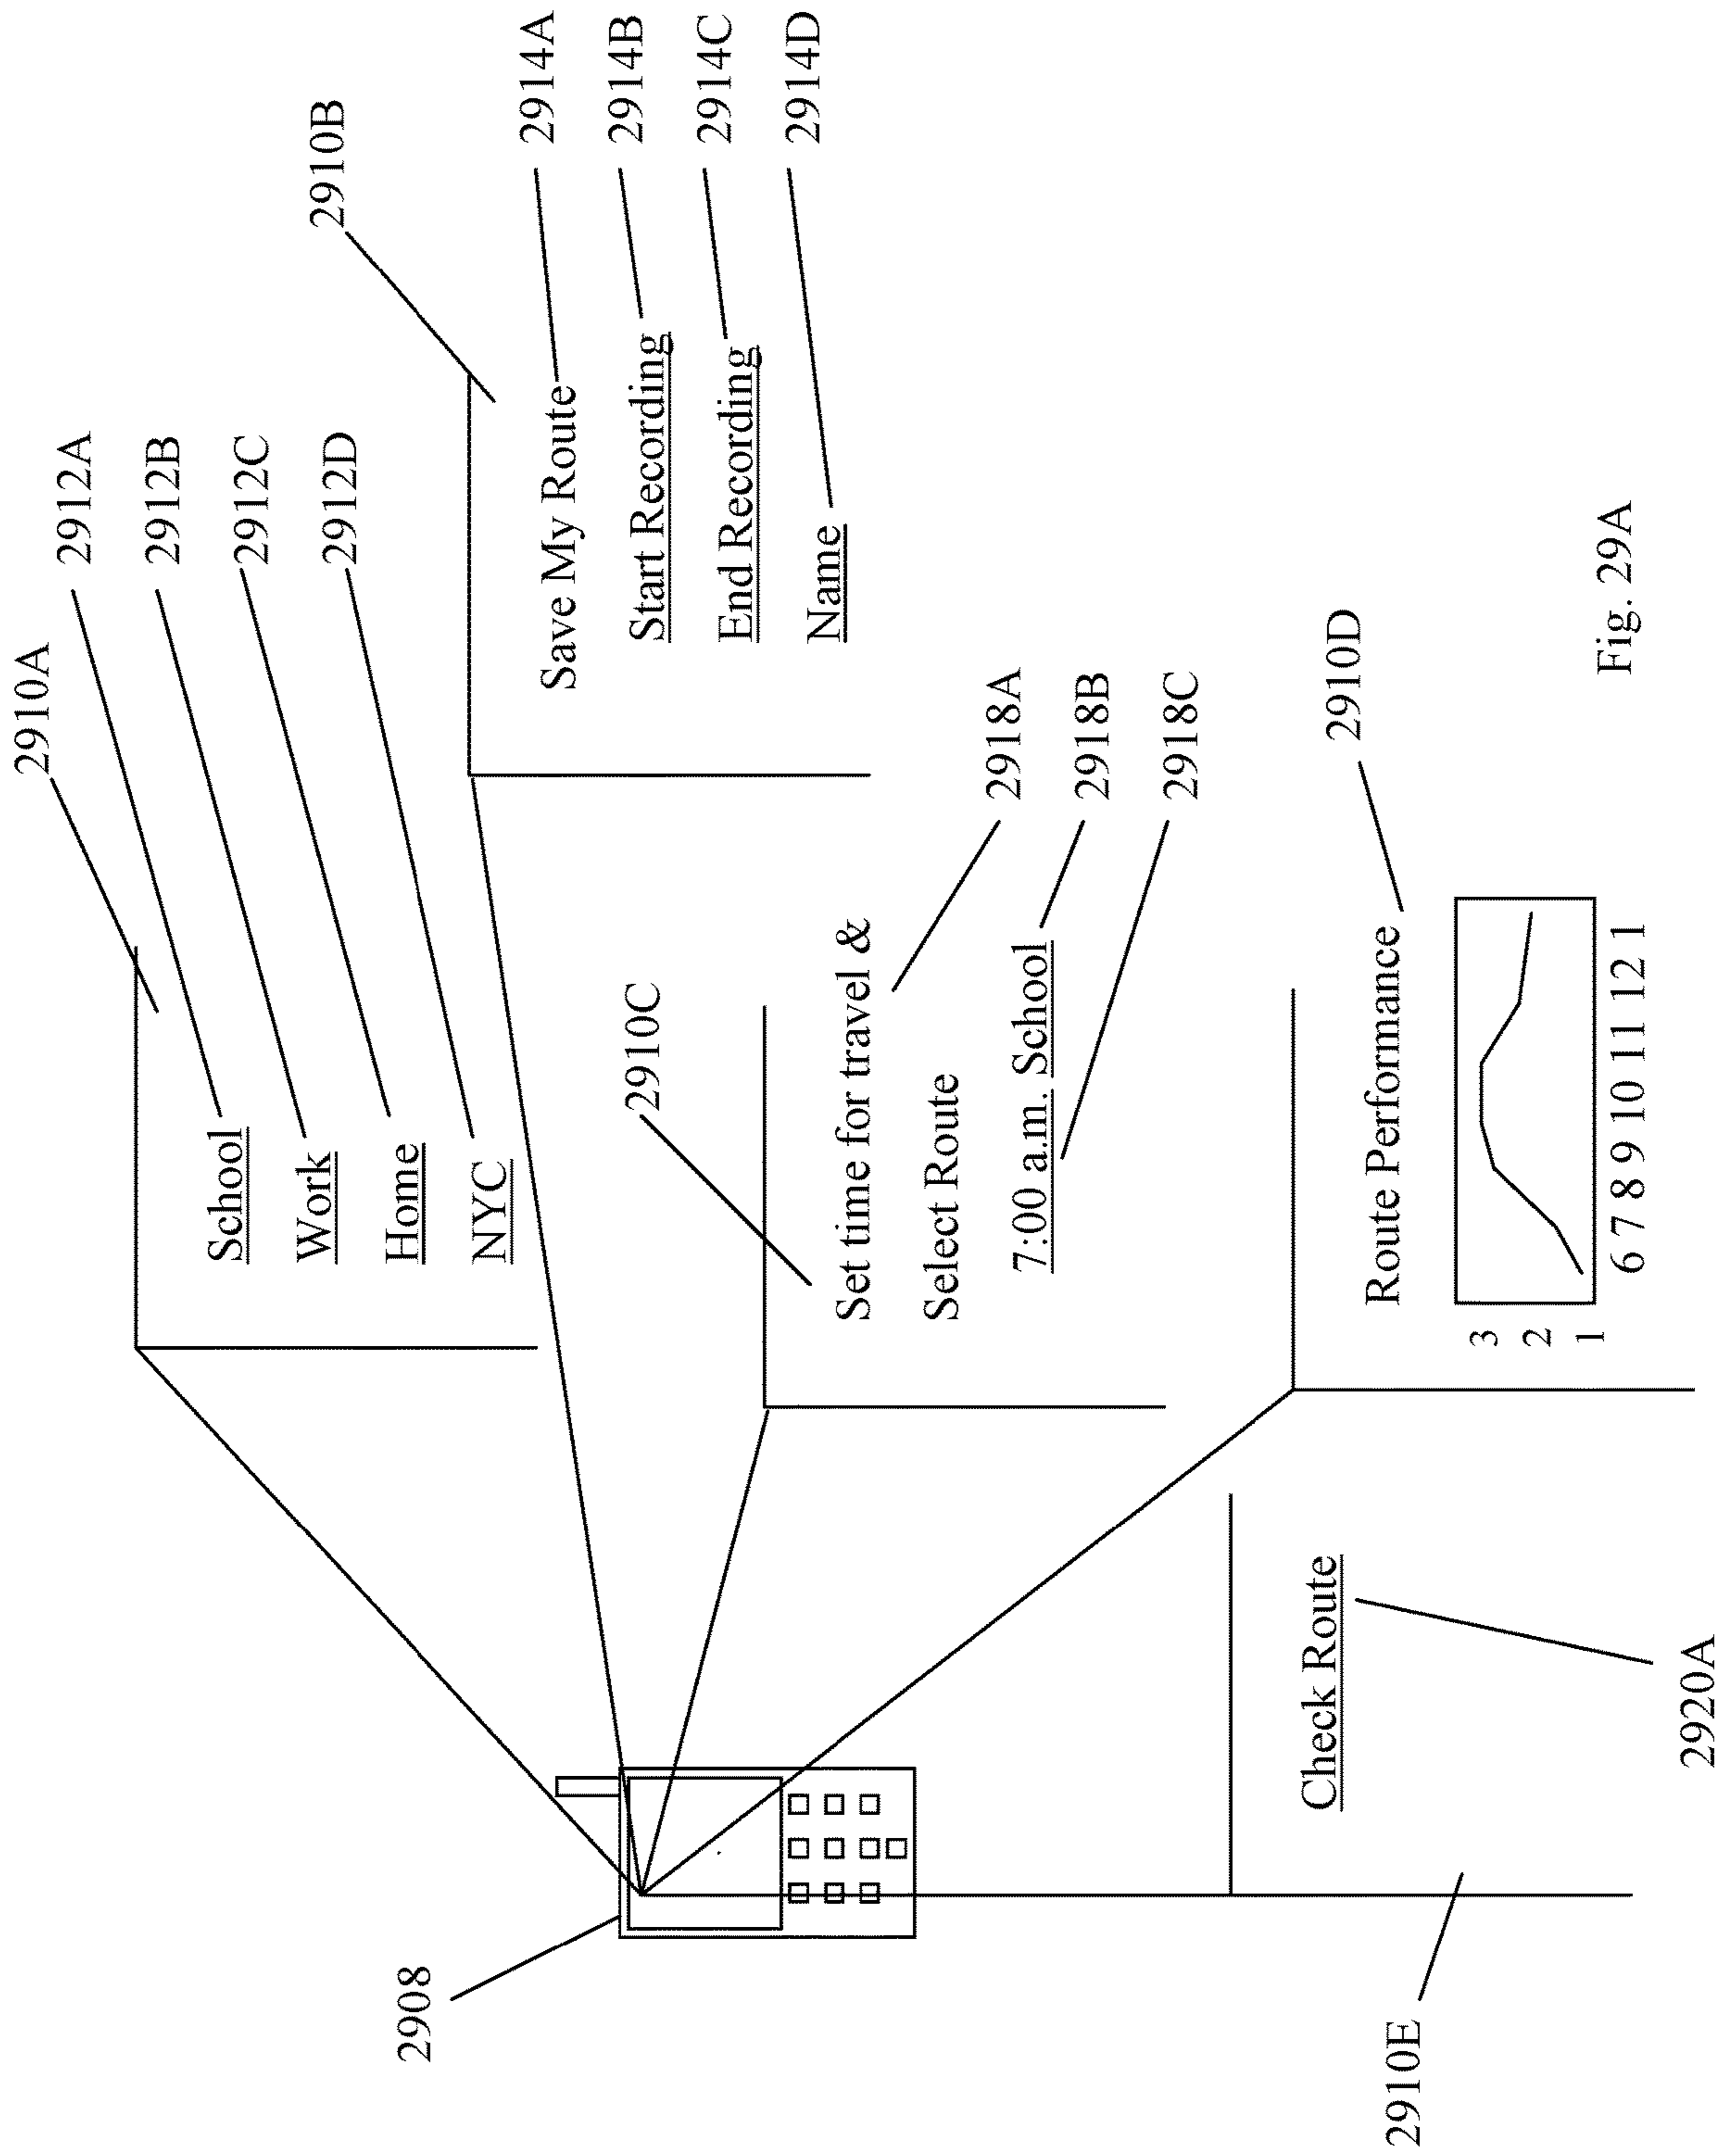 2910A
2912A
2912B
2912C
2912D
School
Work
Home
NYC
2910B
Save My Route
Start Recording
End Recording
Name
2914A
2914B
2914C
2914D
2908
2910C
Set time for travel &
Select Route
7:00 a.m. School
2918A
2918B
2918C
2910D
Route Performance
3
2
1
6 7 8 9 10 11 12 1
Check Route
2920A
2910E
Fig. 29A